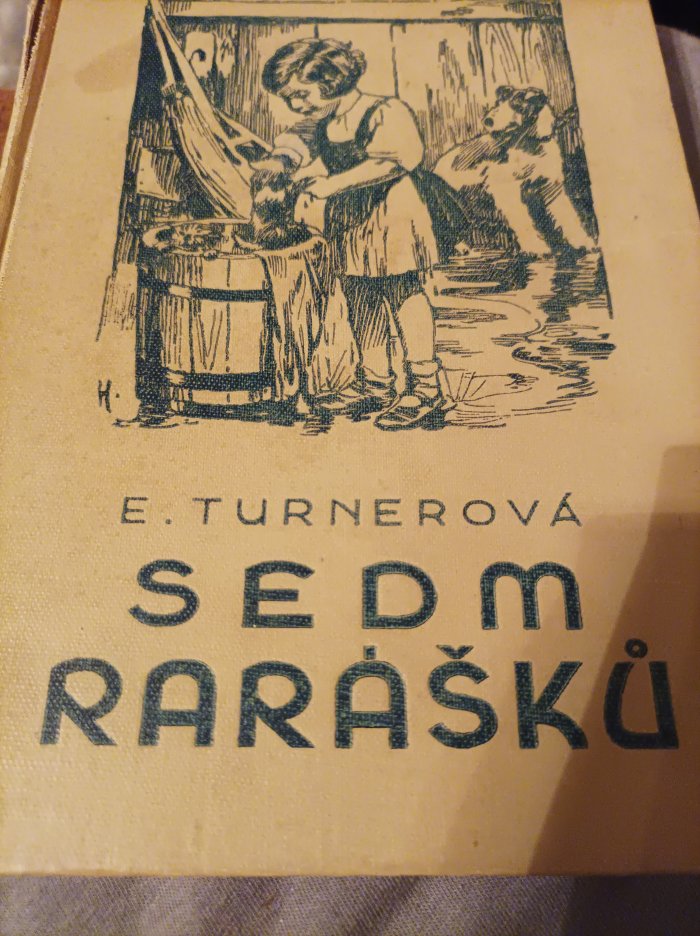 H.
E. TURNEROVÁ
SEDM
RARÁŠKŮ